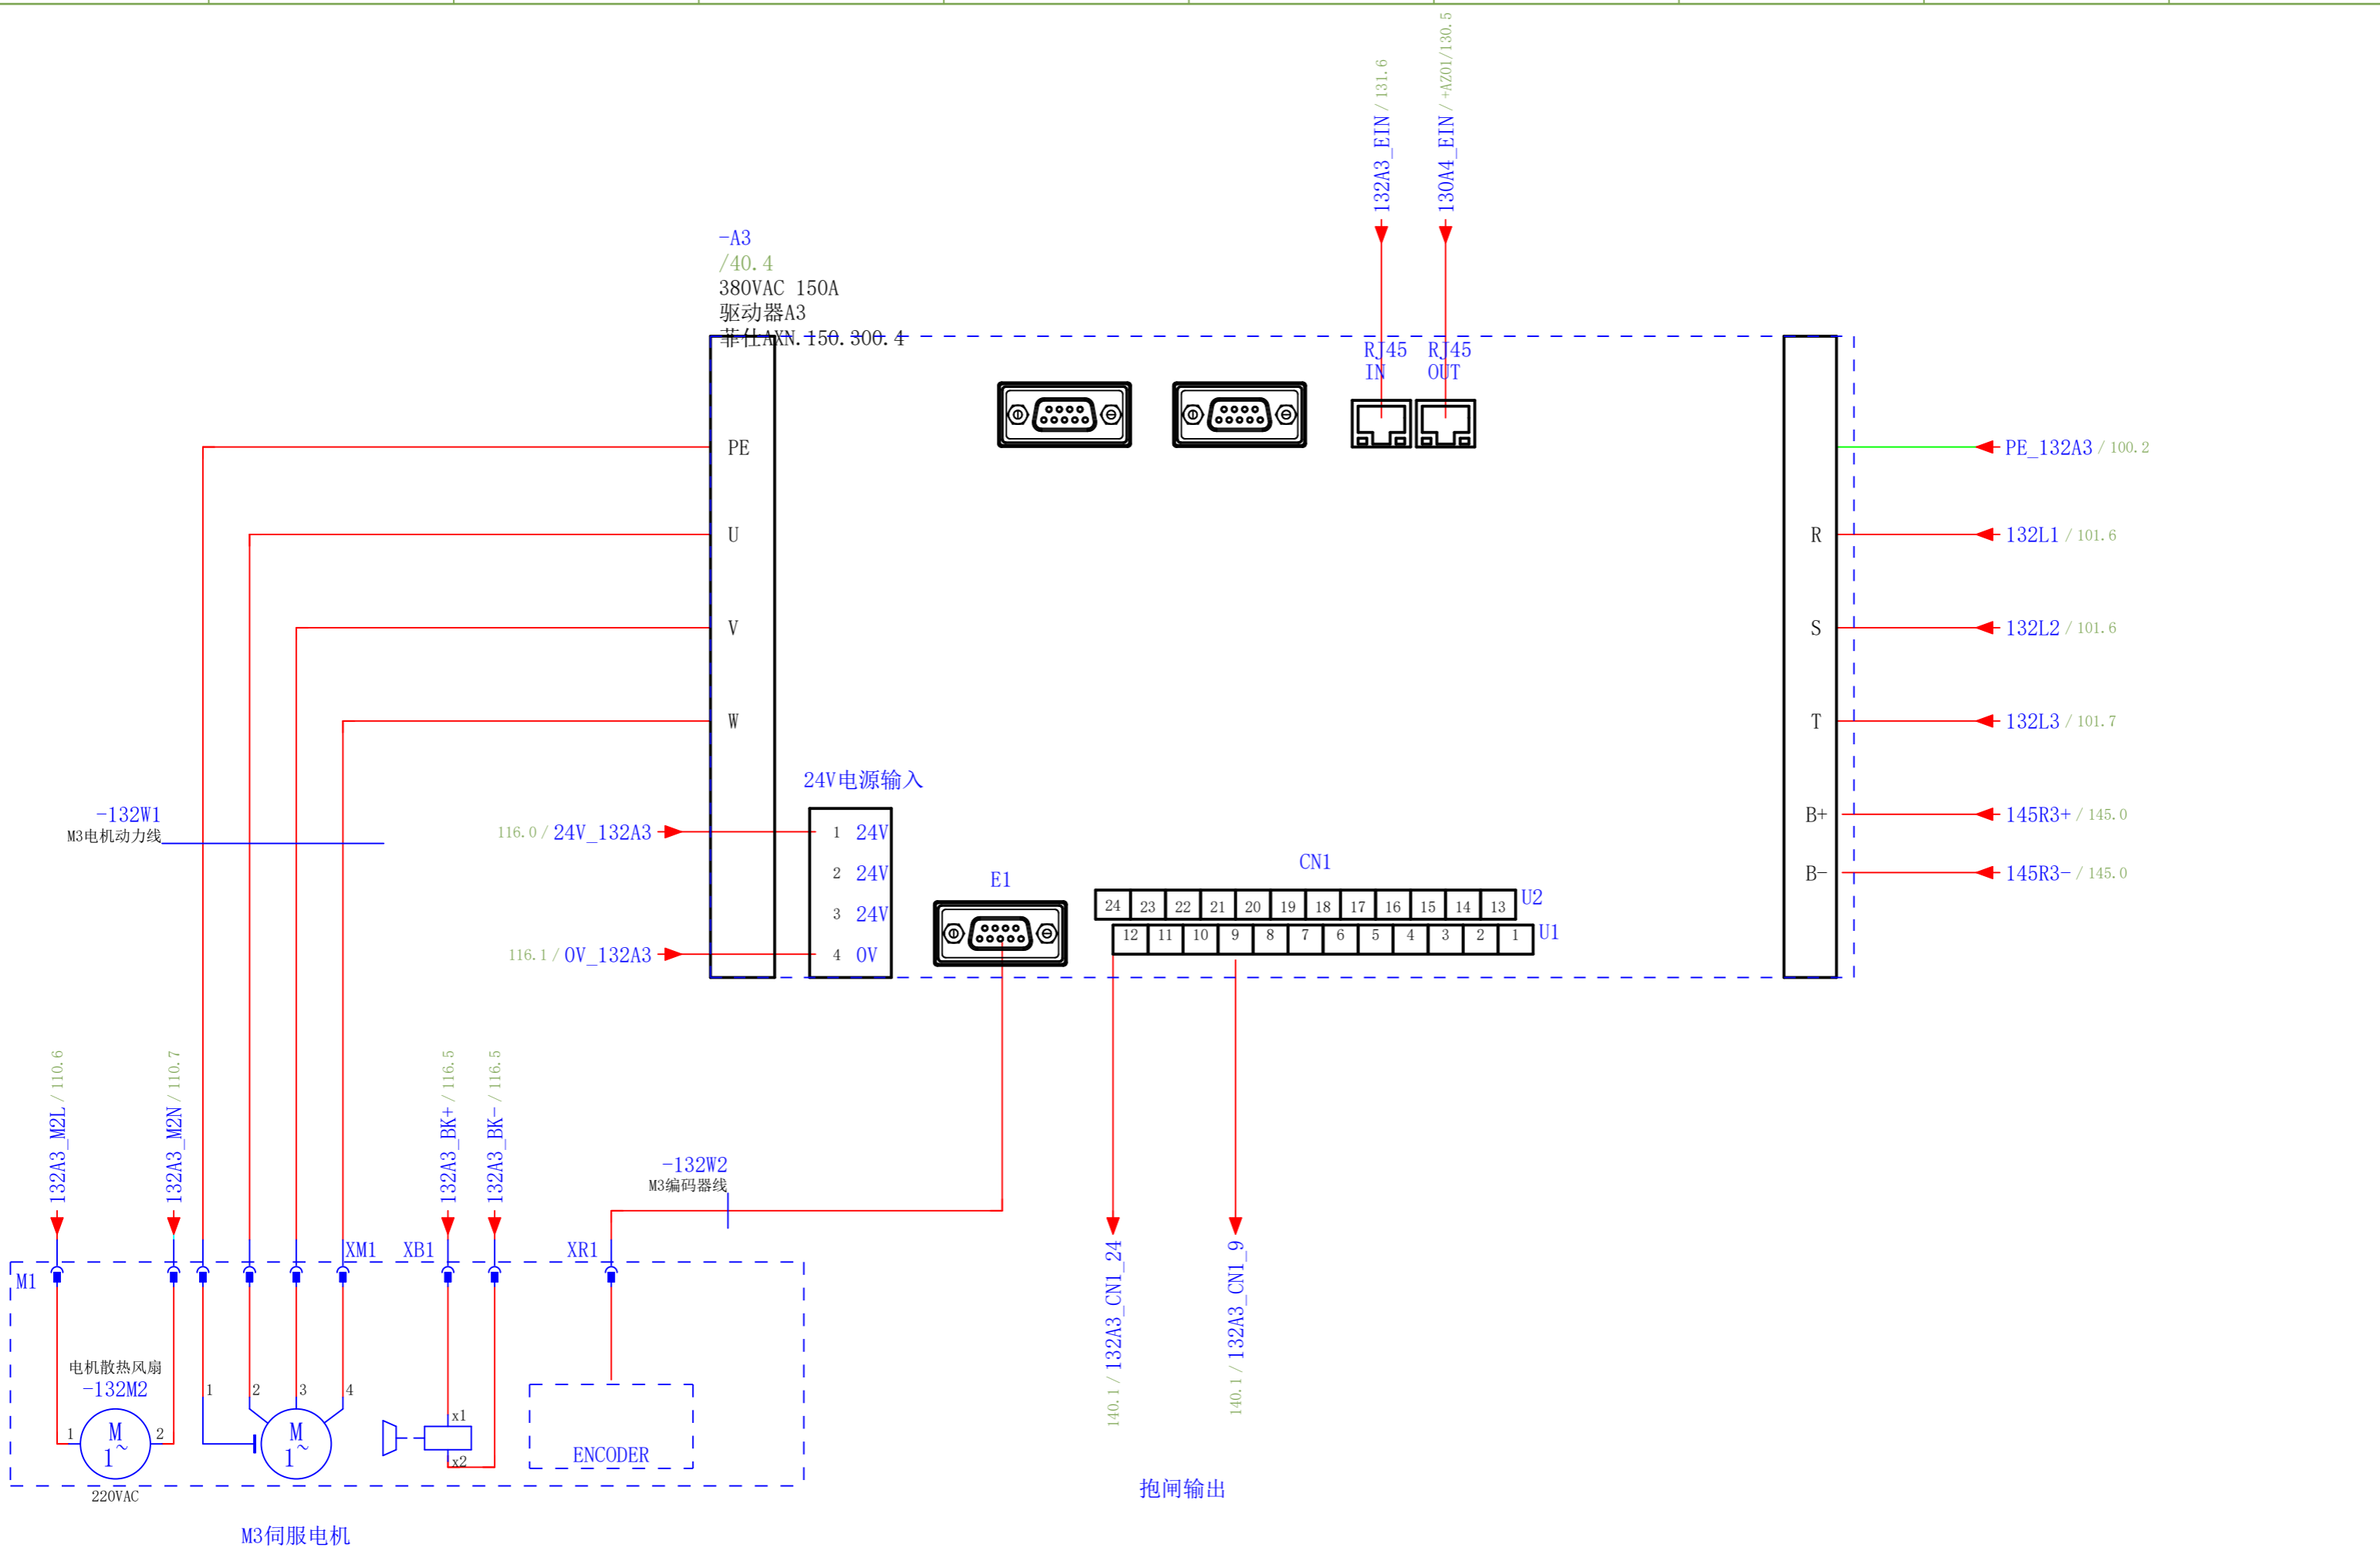 132A3_EIN / 131.6
130A4_EIN / +AZ01/130.5
-A3
/40.4
380VAC 150A
驱动器A3
菲仕AXN.150.300.4
RJ45
IN
RJ45
OUT
PE
PE_132A3 / 100.2
U
R
132L1 / 101.6
V
S
132L2 / 101.6
W
T
132L3 / 101.7
24V电源输入
-132W1
M3电机动力线
116.0 / 24V_132A3
1 24V
2 24V
3 24V
116.1 / 0V_132A3
4 0V
B+
145R3+ / 145.0
B-
145R3- / 145.0
E1
CN1
24 23 22 21 20 19 18 17 16 15 14 13 U2
12 11 10 9 8 7 6 5 4 3 2 1 U1
132A3_M2L / 110.6
132A3_M2N / 110.7
132A3_BK+ / 116.5
132A3_BK- / 116.5
-132W2
M3编码器线
XM1
XB1
XR1
M1
140.1 / 132A3_CN1_24
140.1 / 132A3_CN1_9
电机散热风扇
-132M2
1
M
1~
2
220VAC
1 2 3 4
M
1~
x1
x2
ENCODER
抱闸输出
M3伺服电机